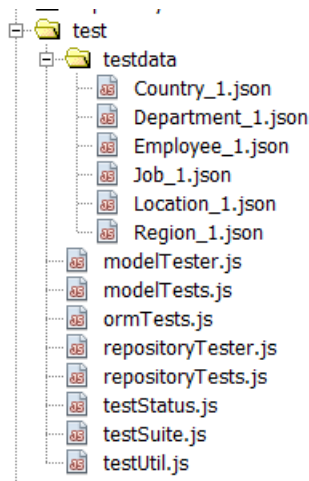 test
testdata
Country_1.json
Department_1.json
Employee_1.json
Job_1.json
Location_1.json
Region_1.json
modelTester.js
modelTests.js
ormTests.js
repositoryTester.js
repositoryTests.js
testStatus.js
testSuite.js
testUtil.js